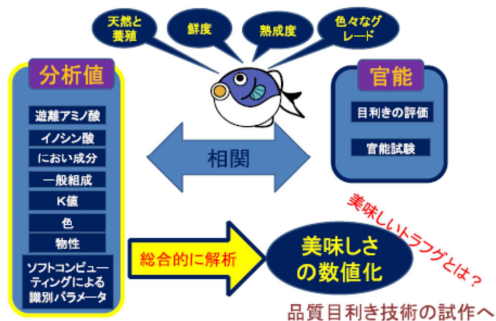 天然と
養殖
鮮度
熟成度
色々なグ
レード
分析値
遊離アミノ酸
イノシン酸
におい成分
一般組成
K値
色
物性
ソフトコンピュー
ティングによる
識別パラメータ
相関
官能
目利きの評価
官能試験
総合的に解析
美味しさ
の数値化
美味しいトラフグとは?
品質目利き技術の試作へ